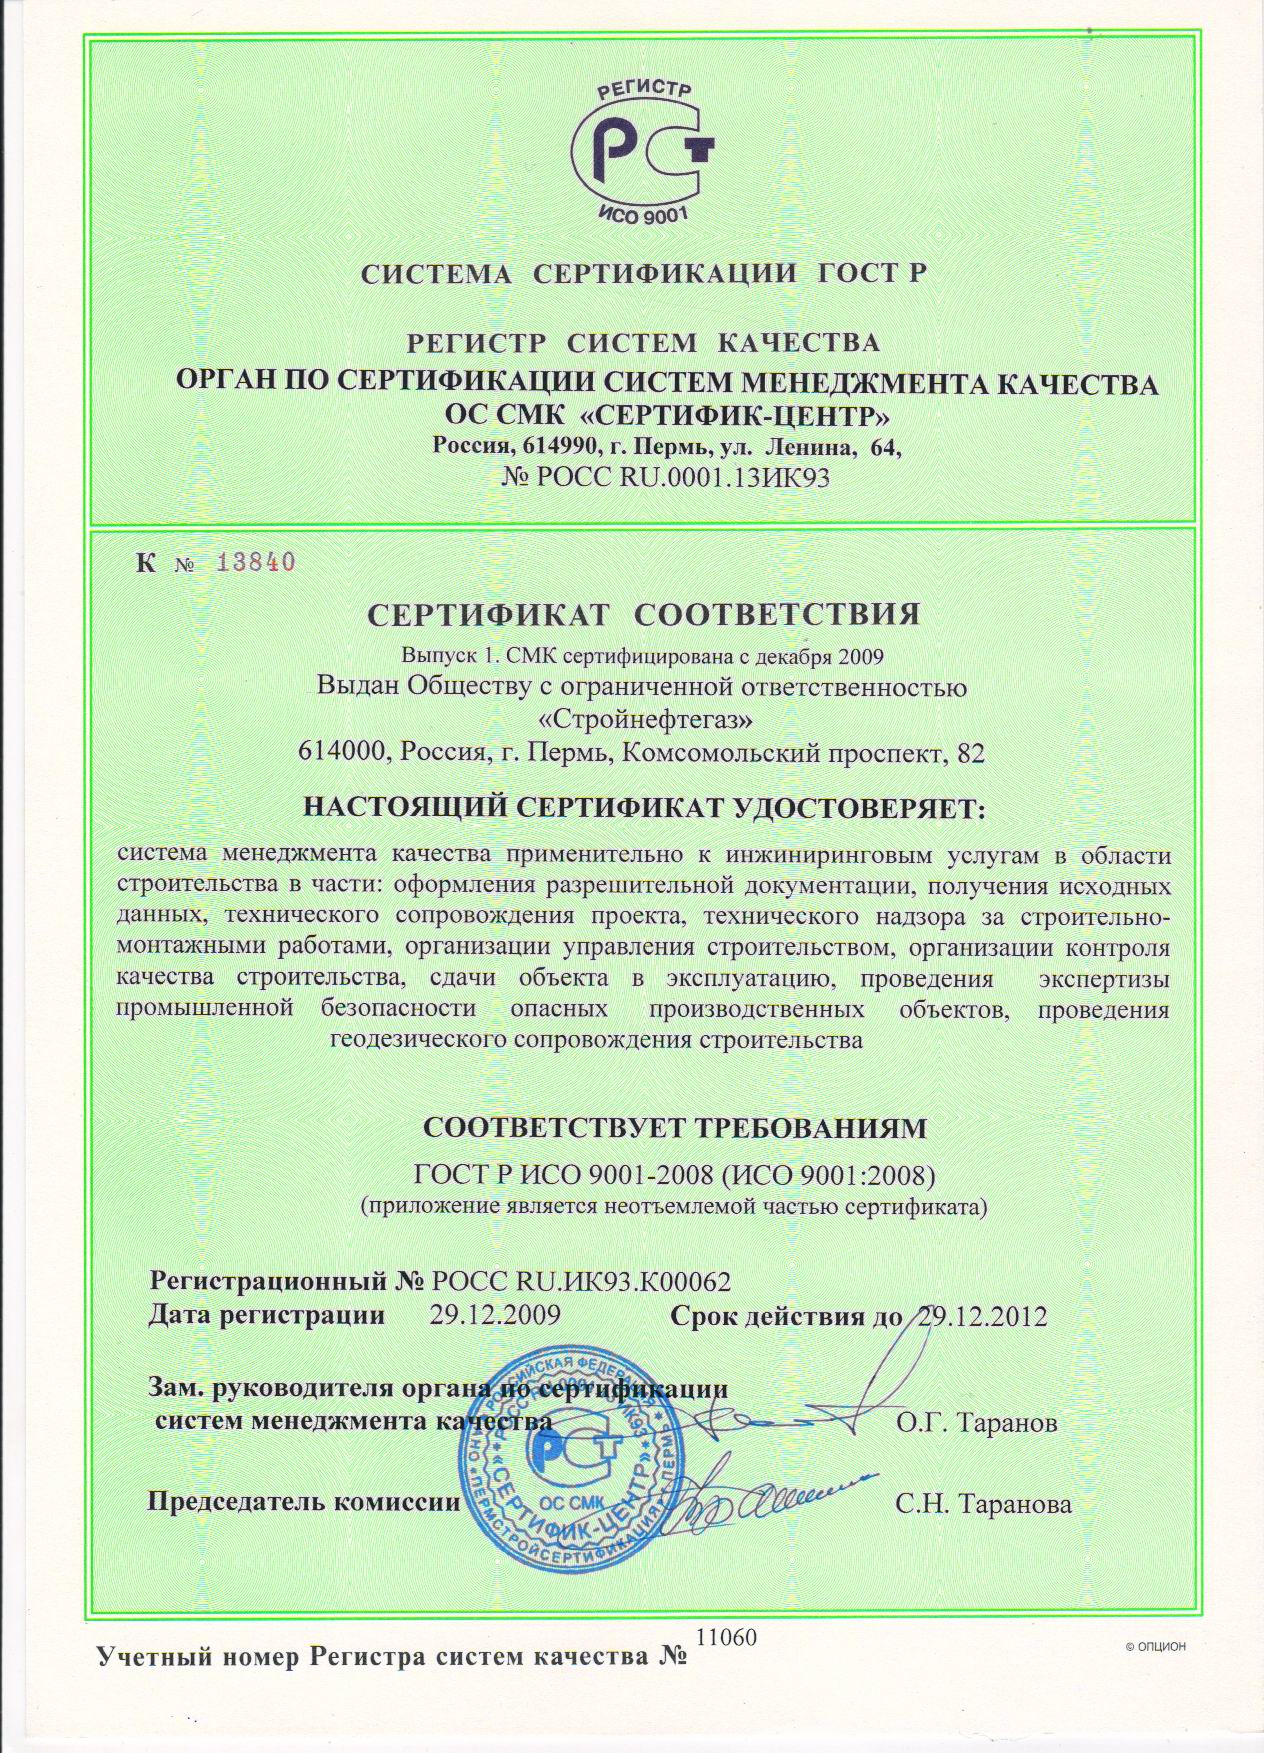 РЕГИСТР
РСТ
ИСО 9001
СИСТЕМА СЕРТИФИКАЦИИ ГОСТ Р
РЕГИСТР СИСТЕМ КАЧЕСТВА
ОРГАН ПО СЕРТИФИКАЦИИ СИСТЕМ МЕНЕДЖМЕНТА КАЧЕСТВА
ОС СМК «СЕРТИФИК-ЦЕНТР»
Россия, 614990, г. Пермь, ул. Ленина, 64,
№ РОСС RU.0001.13ИК93
К № 13840
СЕРТИФИКАТ СООТВЕТСТВИЯ
Выпуск 1. СМК сертифицирована с декабря 2009
Выдан Обществу с ограниченной ответственностью
«Стройнефтегаз»
614000, Россия, г. Пермь, Комсомольский проспект, 82
НАСТОЯЩИЙ СЕРТИФИКАТ УДОСТОВЕРЯЕТ:
система менеджмента качества применительно к инжиниринговым услугам в области
строительства в части: оформления разрешительной документации, получения исходных
данных, технического сопровождения проекта, технического надзора за строительно-
монтажными работами, организации управления строительством, организации контроля
качества строительства, сдачи объекта в эксплуатацию, проведения экспертизы
промышленной безопасности опасных производственных объектов, проведения
геодезического сопровождения строительства
СООТВЕТСТВУЕТ ТРЕБОВАНИЯМ
ГОСТ Р ИСО 9001-2008 (ИСО 9001:2008)
(приложение является неотъемлемой частью сертификата)
Регистрационный № РОСС RU.ИК93.К00062
Дата регистрации 29.12.2009 Срок действия до 29.12.2012
Зам. руководителя органа по сертификации
систем менеджмента качества О.Г. Таранов
Председатель комиссии С.Н. Таранова
РОССИЙСКАЯ ФЕДЕРАЦИЯ
ПЕРМСТРОЙСЕРТИФИКАЦИЯ
«СЕРТИФИК-ЦЕНТР»
РСТ
ОС СМК
Учетный номер Регистра систем качества № 11060
© ОПЦИОН